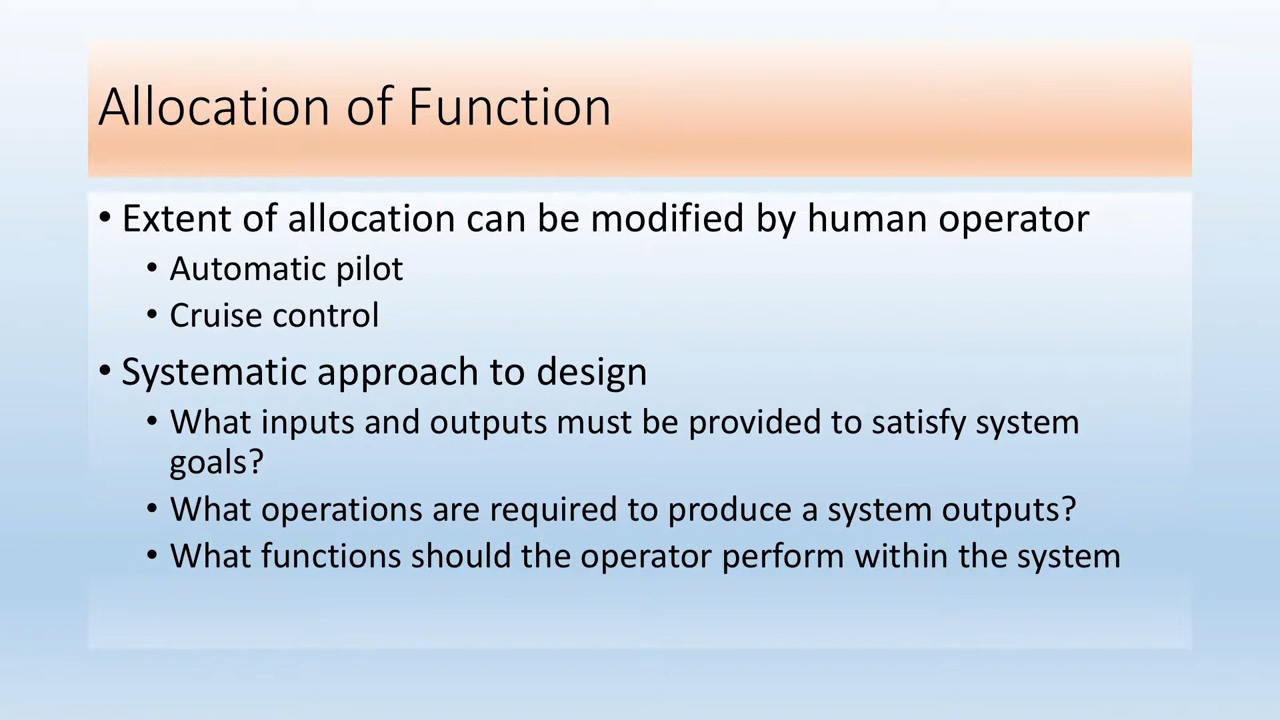 Allocation of Function
• Extent of allocation can be modified by human operator
• Automatic pilot
• Cruise control
• Systematic approach to design
• What inputs and outputs must be provided to satisfy system
goals?
• What operations are required to produce a system outputs?
• What functions should the operator perform within the system